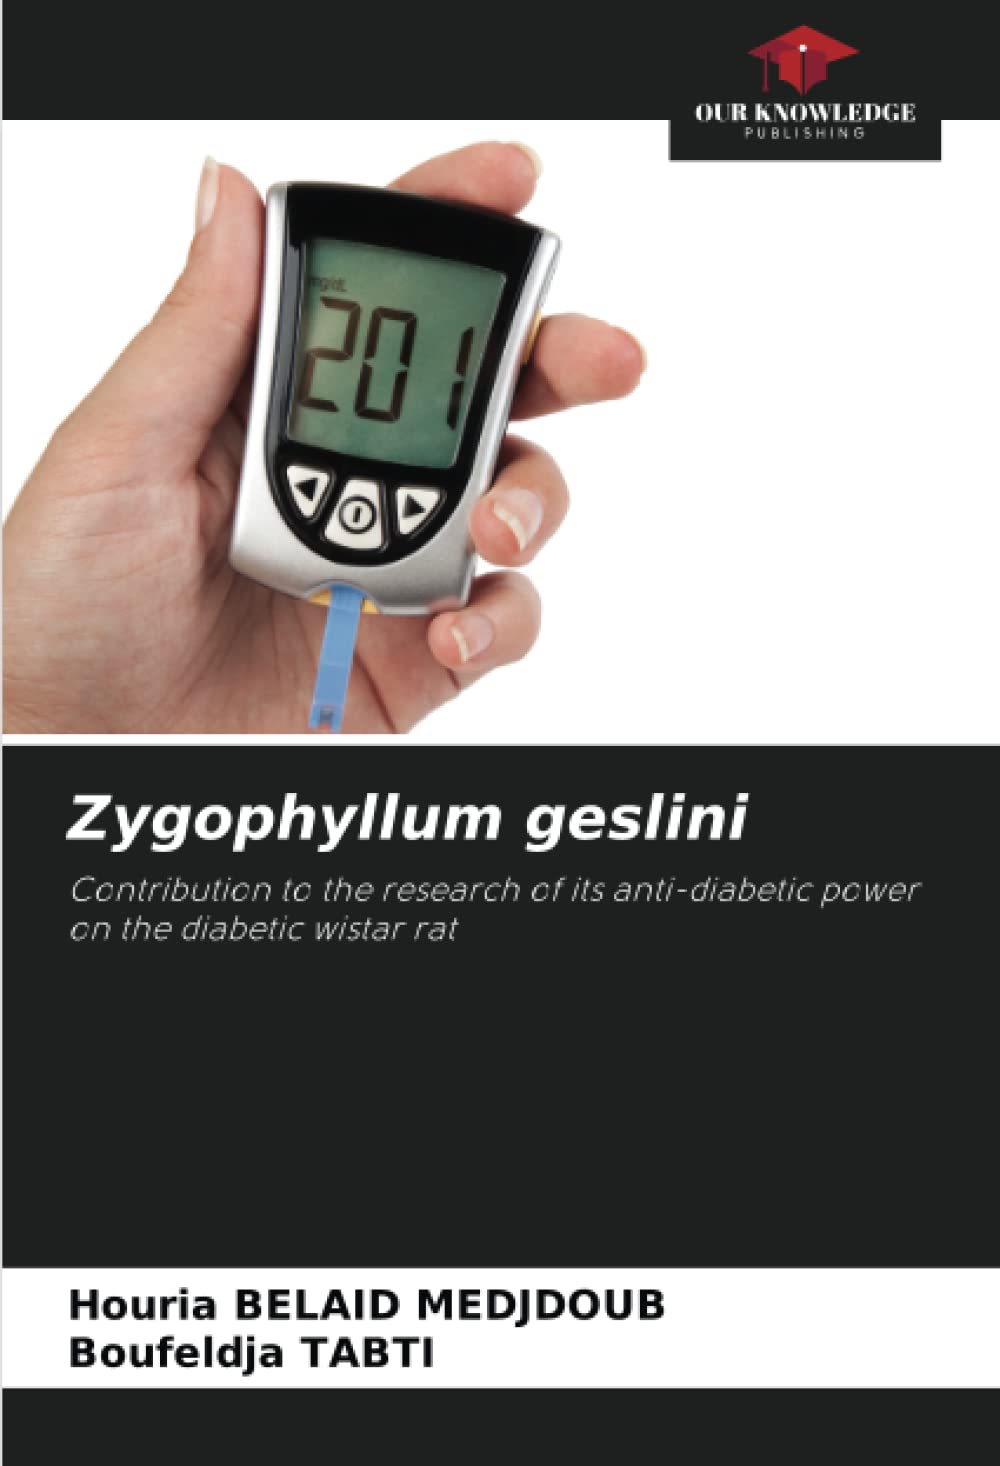 OUR KNOWLEDGE
PUBLISHING
mg/dL
201
Zygophyllum geslini
Contribution to the research of its anti-diabetic power
on the diabetic wistar rat
Houria BELAID MEDJDOUB
Boufeldja TABTI